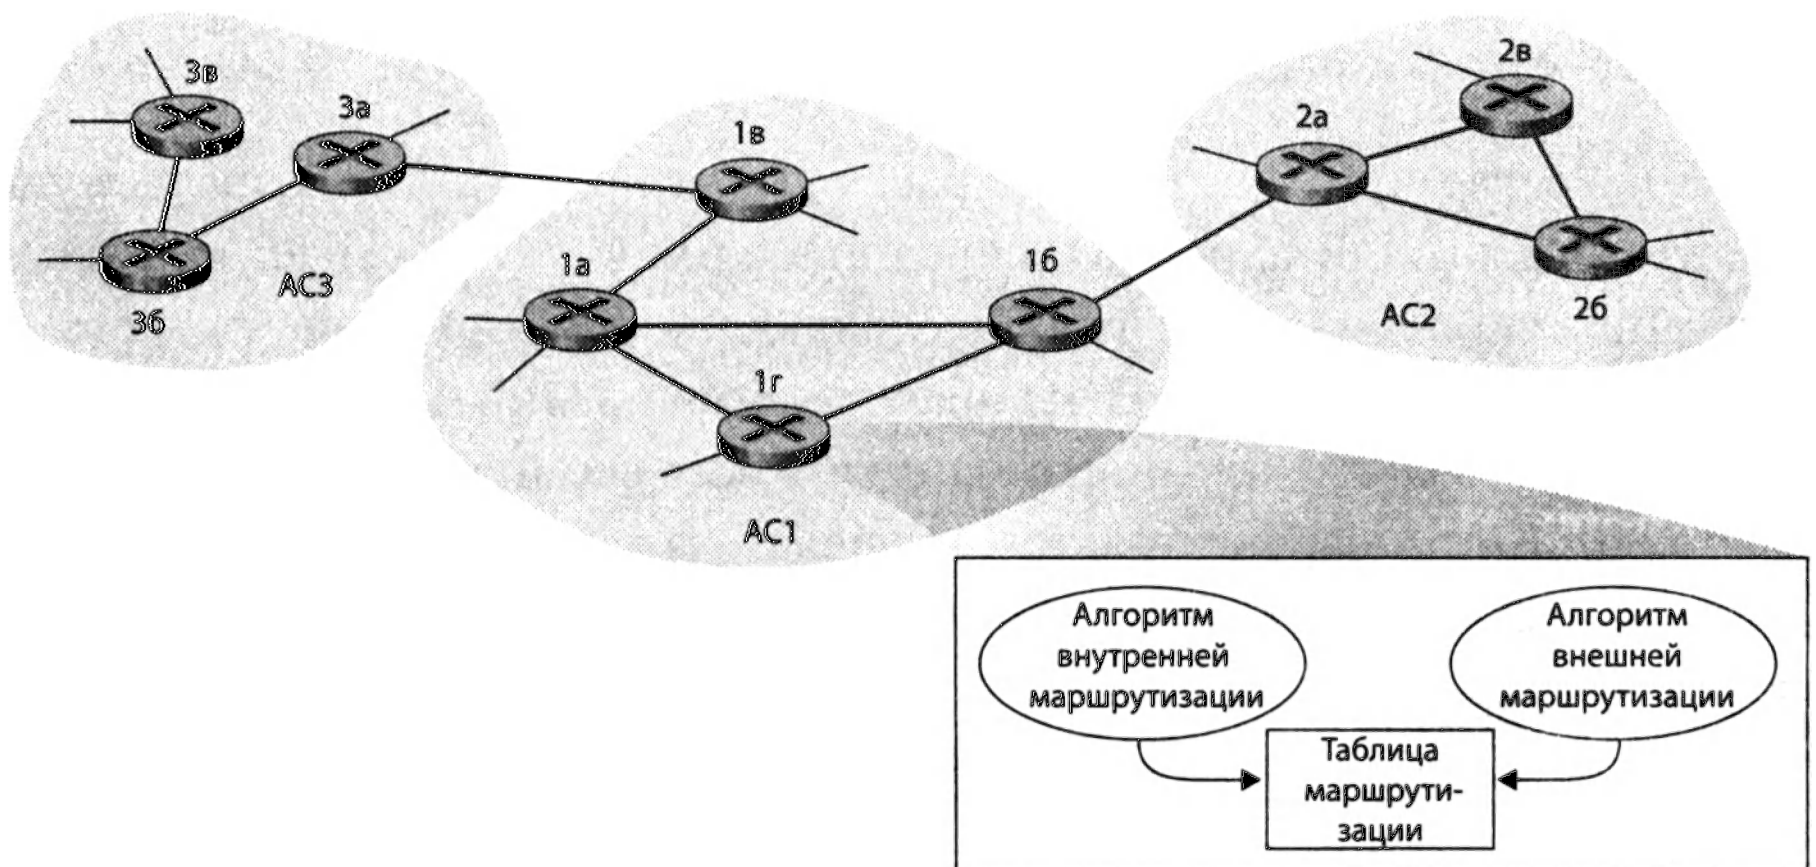 3в
3а
3б
АС3
1в
1а
1б
1г
АС1
2в
2а
2б
АС2
Алгоритм
внутренней
маршрутизации
Алгоритм
внешней
маршрутизации
Таблица
маршрути-
зации